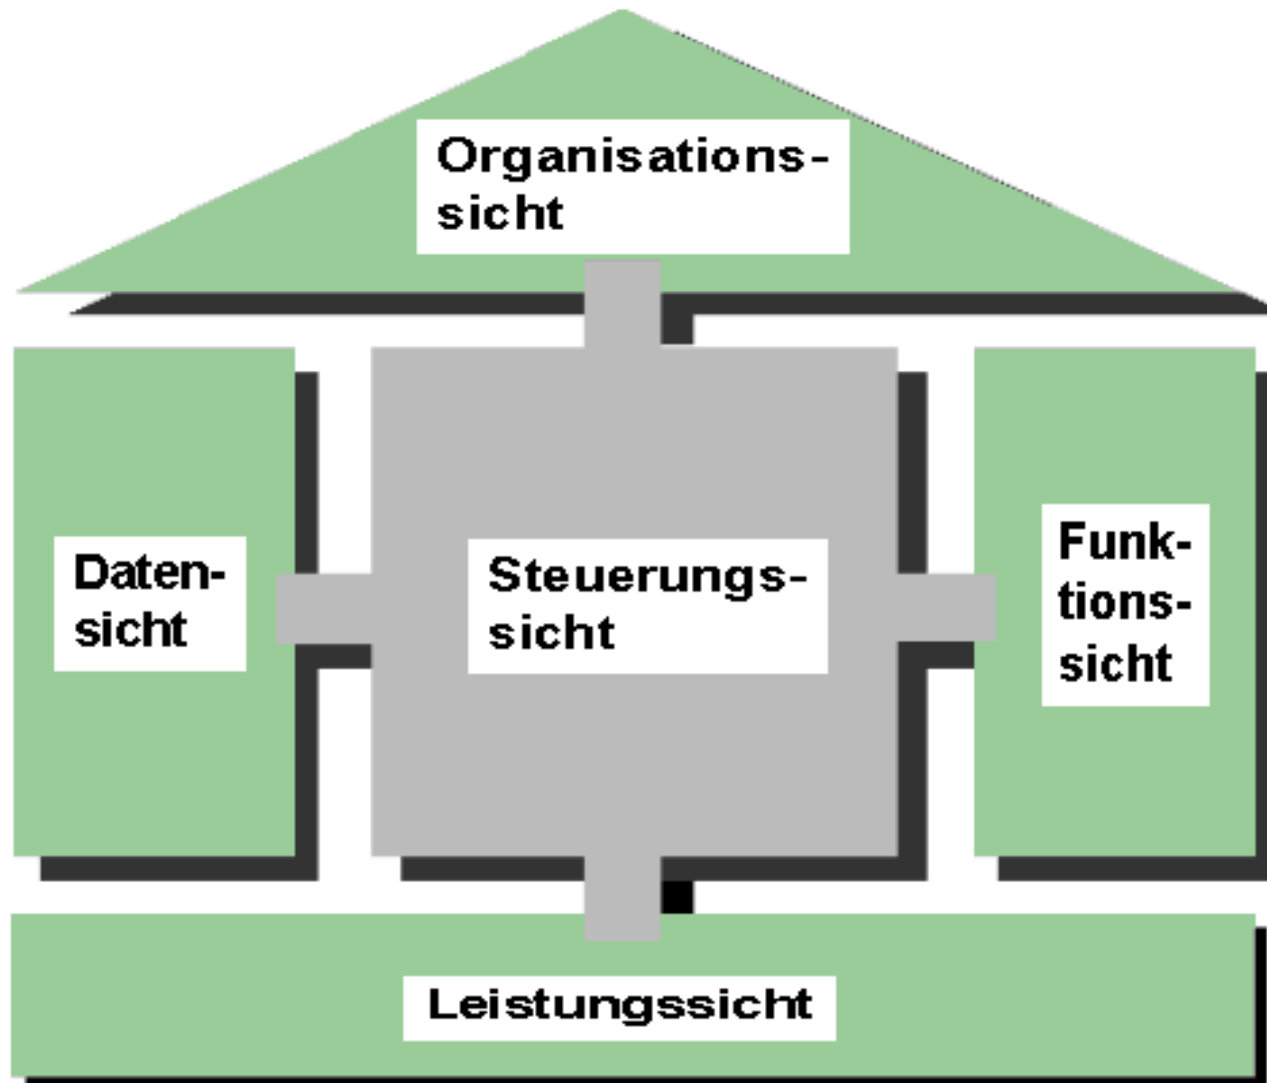 Organisations-
sicht
Daten-
sicht
Steuerungs-
sicht
Funk-
tions-
sicht
Leistungssicht